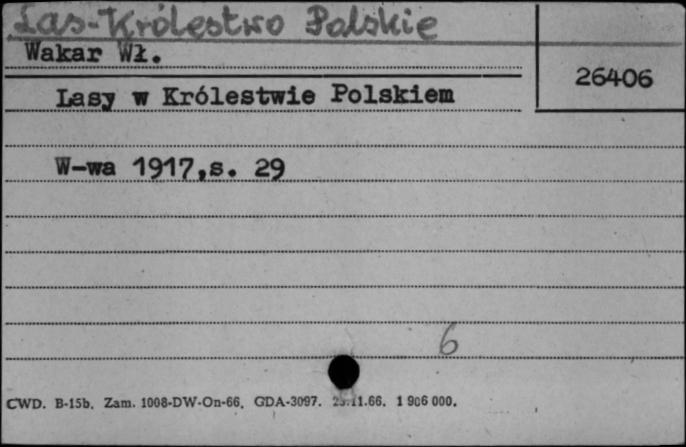 Las-Królestwo Polskie
Wakar Wł.
26406
Lasy w Królestwie Polskiem
W-wa 1917,s. 29
6
CWD. B-15b. Zam. 1008-DW-On-66. GDA-3097. 11.66. 1 906 000.